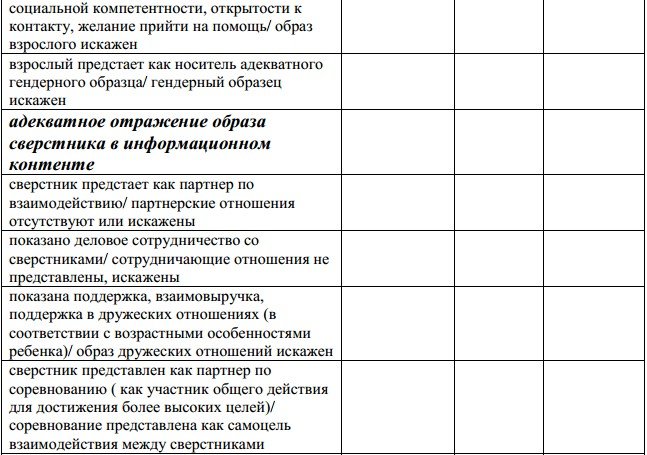 социальной компетентности, открытости к
контакту, желание прийти на помощь/ образ
взрослого искажен
взрослый предстает как носитель адекватного
гендерного образца/ гендерный образец
искажен
адекватное отражение образа
сверстника в информационном
контенте
сверстник предстает как партнер по
взаимодействию/ партнерские отношения
отсутствуют или искажены
показано деловое сотрудничество со
сверстниками/ сотрудничающие отношения не
представлены, искажены
показана поддержка, взаимовыручка,
поддержка в дружеских отношениях (в
соответствии с возрастными особенностями
ребенка)/ образ дружеских отношений искажен
сверстник представлен как партнер по
соревнованию ( как участник общего действия
для достижения более высоких целей)/
соревнование представлена как самоцель
взаимодействия между сверстниками